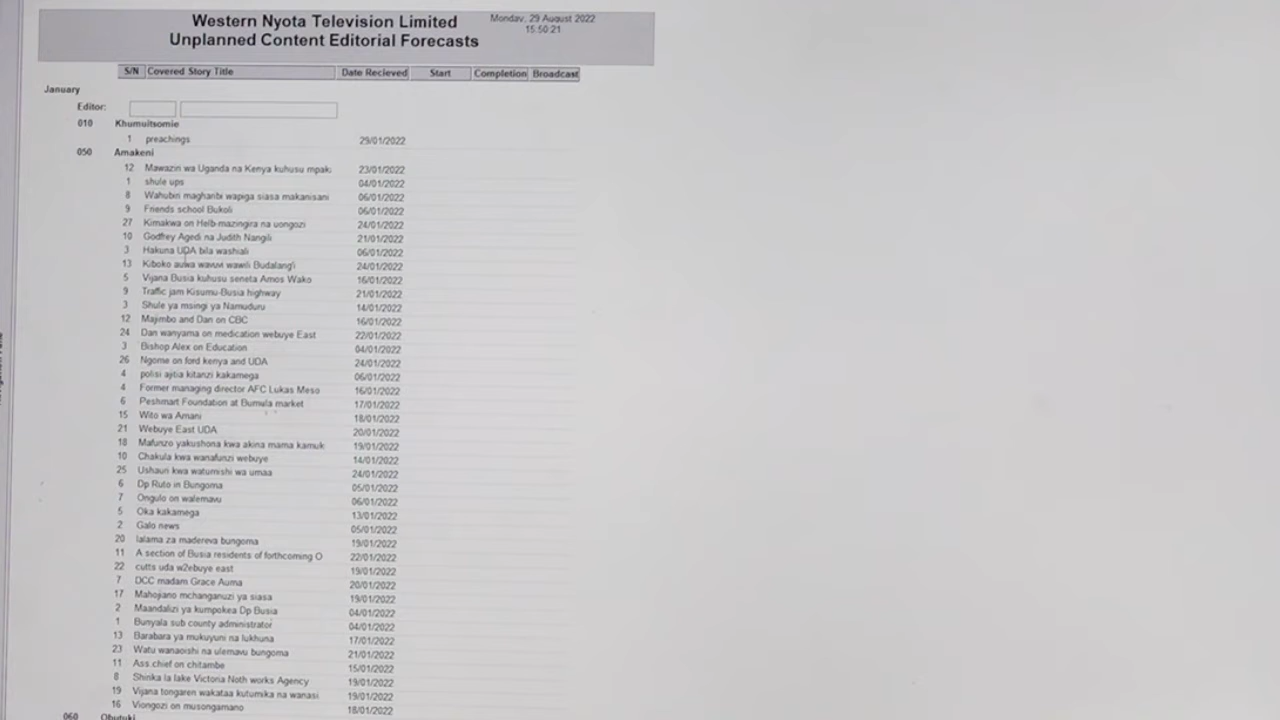 Western Nyota Television Limited
Monday, 29 August 2022
15:50:21
Unplanned Content Editorial Forecasts
S/N Covered Story Title Date Recieved Start Completion Broadcast
January
Editor:
010 Khumuitsomie
1 preachings 29/01/2022
050 Amakeni
12 Mawaziri wa Uganda na Kenya kuhusu mpak 23/01/2022
1 shule ups 04/01/2022
8 Wahubiri magharibi wapiga siasa makanisani 06/01/2022
9 Friends school Bukoli 06/01/2022
27 Kimakwa on Helb-mazingira na uongozi 24/01/2022
10 Godfrey Agedi na Judith Nangili 21/01/2022
3 Hakuna UDA bila washiali 06/01/2022
13 Kiboko auwa wavuvi wawili Budalang'i 24/01/2022
5 Vijana Busia kuhusu seneta Amos Wako 16/01/2022
9 Traffic jam Kisumu-Busia highway 21/01/2022
3 Shule ya msingi ya Namuduru 14/01/2022
12 Majimbo and Dan on CBC 16/01/2022
24 Dan wanyama on medication webuye East 22/01/2022
3 Bishop Alex on Education 04/01/2022
26 Ngome on ford kenya and UDA 24/01/2022
4 polisi ajitia kitanzi kakamega 06/01/2022
4 Former managing director AFC Lukas Meso 16/01/2022
6 Peshmart Foundation at Bumula market 17/01/2022
15 Wito wa Amani 18/01/2022
21 Webuye East UDA 20/01/2022
18 Mafunzo yakushona kwa akina mama kamuk 19/01/2022
10 Chakula kwa wanafunzi webuye 14/01/2022
25 Ushauri kwa watumishi wa umaa 24/01/2022
6 Dp Ruto in Bungoma 05/01/2022
7 Ongulo on walemavu 06/01/2022
5 Oka kakamega 13/01/2022
2 Galo news 05/01/2022
20 lalama za madereva bungoma 19/01/2022
11 A section of Busia residents of forthcoming O 22/01/2022
22 cutts uda w2ebuye east 19/01/2022
7 DCC madam Grace Auma 20/01/2022
17 Mahojiano mchanganuzi ya siasa 19/01/2022
2 Maandalizi ya kumpokea Dp Busia 04/01/2022
1 Bunyala sub county administrator 04/01/2022
13 Barabara ya mukuyuni na lukhuna 17/01/2022
23 Watu wanaoishi na ulemavu bungoma 21/01/2022
11 Ass chief on chitambe 15/01/2022
8 Shinka la lake Victoria Noth works Agency 19/01/2022
19 Vijana tongaren wakataa kutumika na wanasi 19/01/2022
16 Viongozi on musongamano 18/01/2022
060